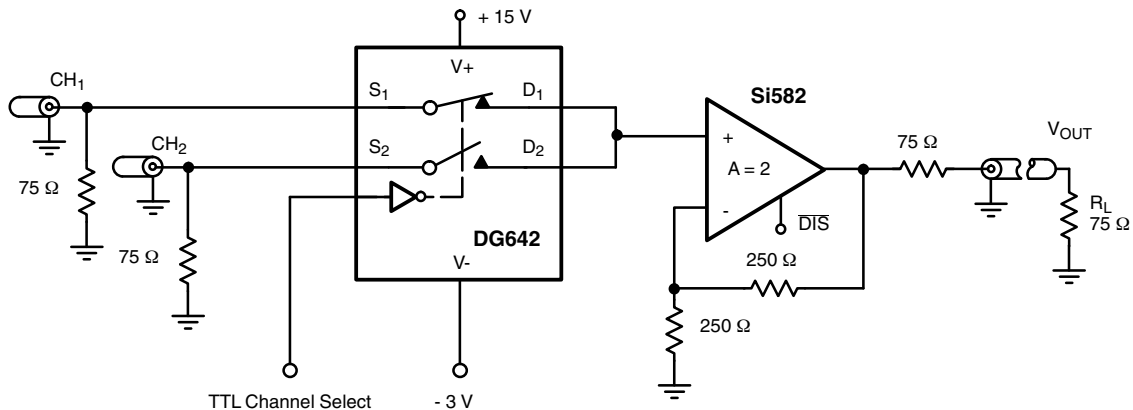 + 15 V
V+
CH1
S1
D1
CH2
S2
D2
75 Ω
75 Ω
DG642
V-
TTL Channel Select
- 3 V
Si582
+
A = 2
-
DIS
75 Ω
VOUT
RL
75 Ω
250 Ω
250 Ω